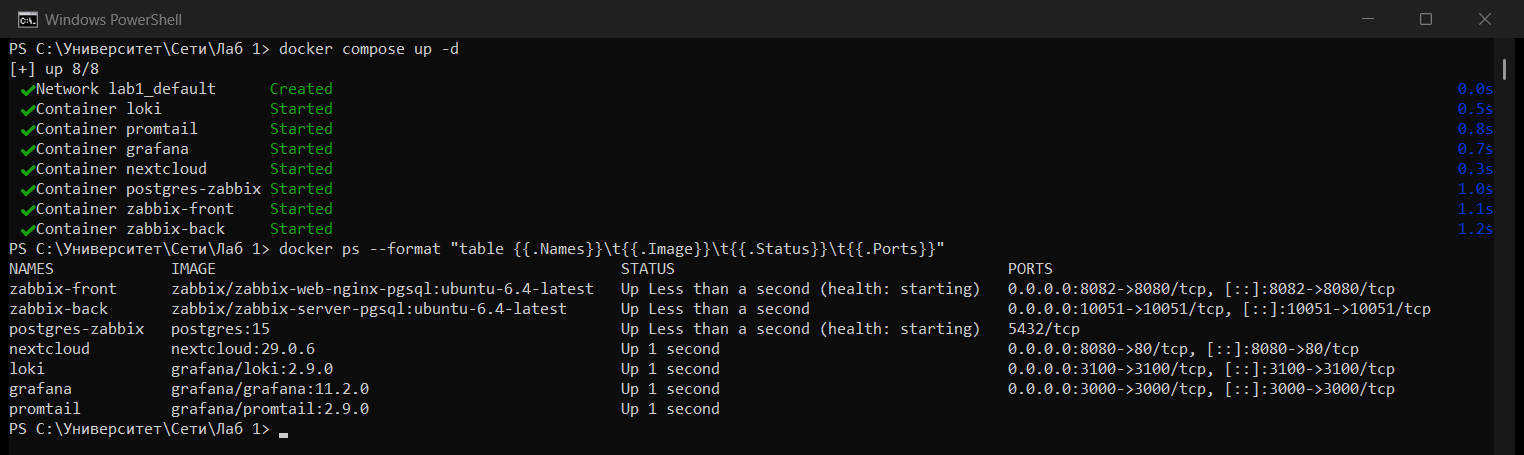 Windows PowerShell
PS C:\Университет\Сети\Лаб 1> docker compose up -d
[+] up 8/8
✔Network lab1_default Created 0.0s
✔Container loki Started 0.5s
✔Container promtail Started 0.8s
✔Container grafana Started 0.7s
✔Container nextcloud Started 0.3s
✔Container postgres-zabbix Started 1.0s
✔Container zabbix-front Started 1.1s
✔Container zabbix-back Started 1.2s
PS C:\Университет\Сети\Лаб 1> docker ps --format "table {{.Names}}\t{{.Image}}\t{{.Status}}\t{{.Ports}}"
NAMES IMAGE STATUS PORTS
zabbix-front zabbix/zabbix-web-nginx-pgsql:ubuntu-6.4-latest Up Less than a second (health: starting) 0.0.0.0:8082->8080/tcp, [::]:8082->8080/tcp
zabbix-back zabbix/zabbix-server-pgsql:ubuntu-6.4-latest Up Less than a second 0.0.0.0:10051->10051/tcp, [::]:10051->10051/tcp
postgres-zabbix postgres:15 Up Less than a second (health: starting) 5432/tcp
nextcloud nextcloud:29.0.6 Up 1 second 0.0.0.0:8080->80/tcp, [::]:8080->80/tcp
loki grafana/loki:2.9.0 Up 1 second 0.0.0.0:3100->3100/tcp, [::]:3100->3100/tcp
grafana grafana/grafana:11.2.0 Up 1 second 0.0.0.0:3000->3000/tcp, [::]:3000->3000/tcp
promtail grafana/promtail:2.9.0 Up 1 second
PS C:\Университет\Сети\Лаб 1>